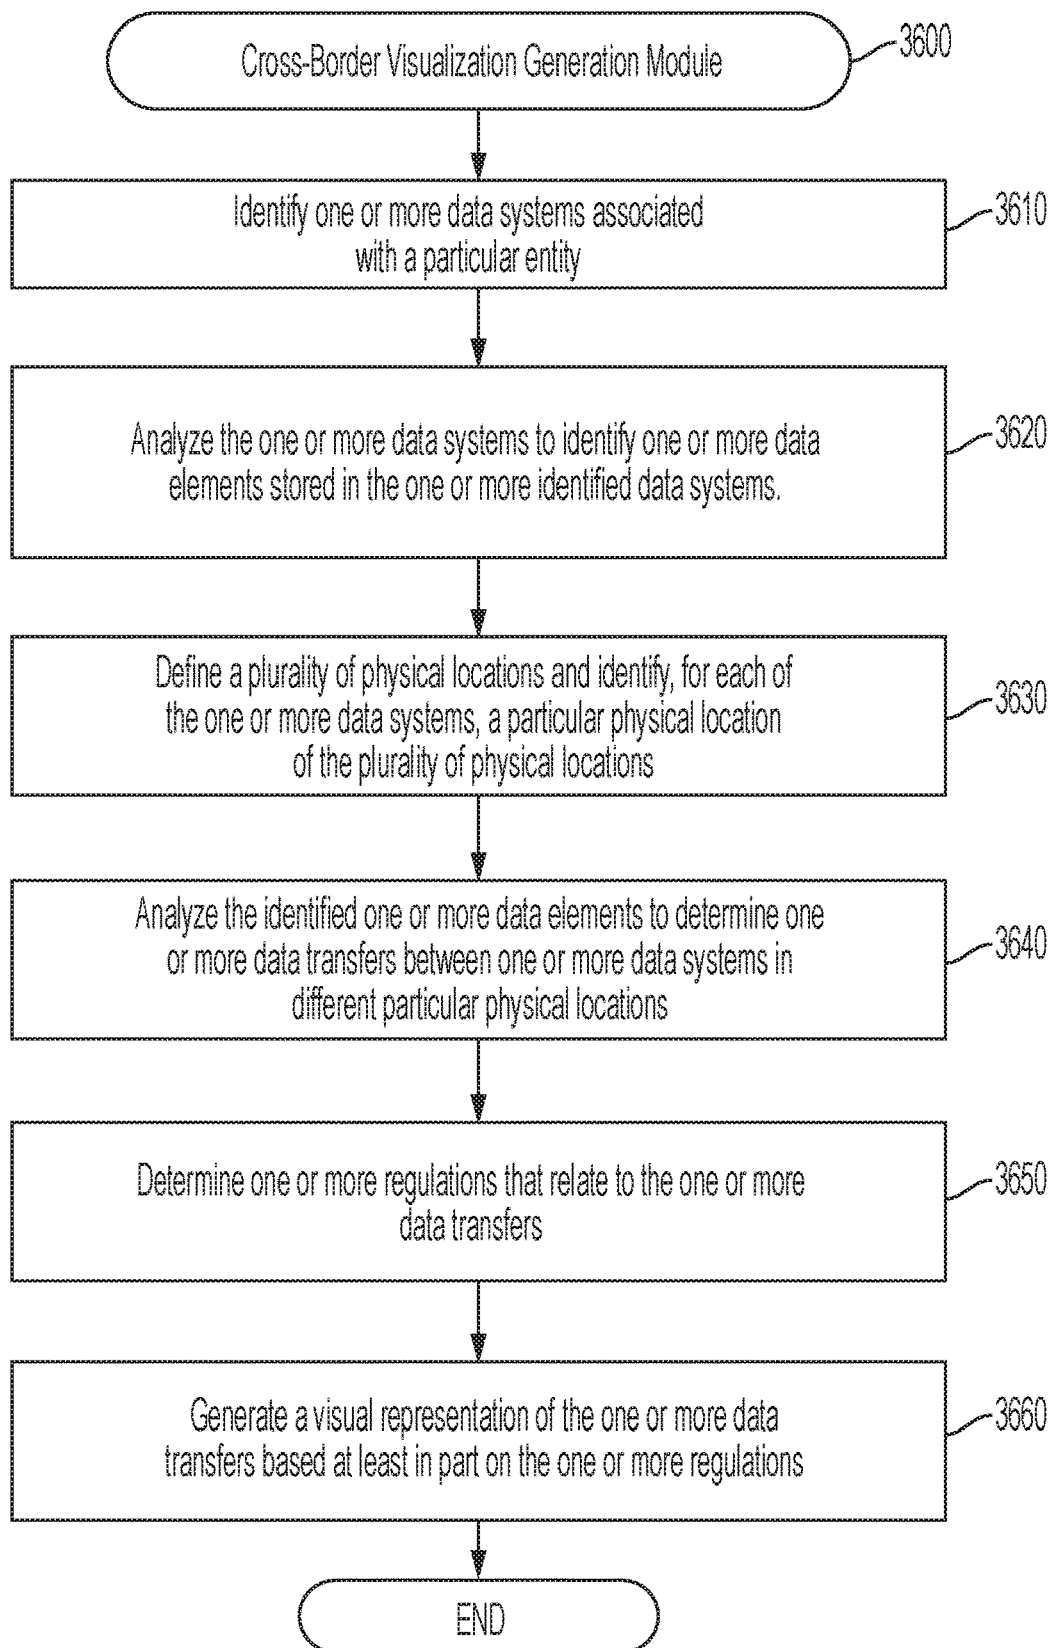 Cross-Border Visualization Generation Module
3600
Identify one or more data systems associated
with a particular entity
3610
Analyze the one or more data systems to identify one or more data
elements stored in the one or more identified data systems.
3620
Define a plurality of physical locations and identify, for each of
the one or more data systems, a particular physical location
of the plurality of physical locations
3630
Analyze the identified one or more data elements to determine one
or more data transfers between one or more data systems in
different particular physical locations
3640
Determine one or more regulations that relate to the one or more
data transfers
3650
Generate a visual representation of the one or more data
transfers based at least in part on the one or more regulations
3660
END